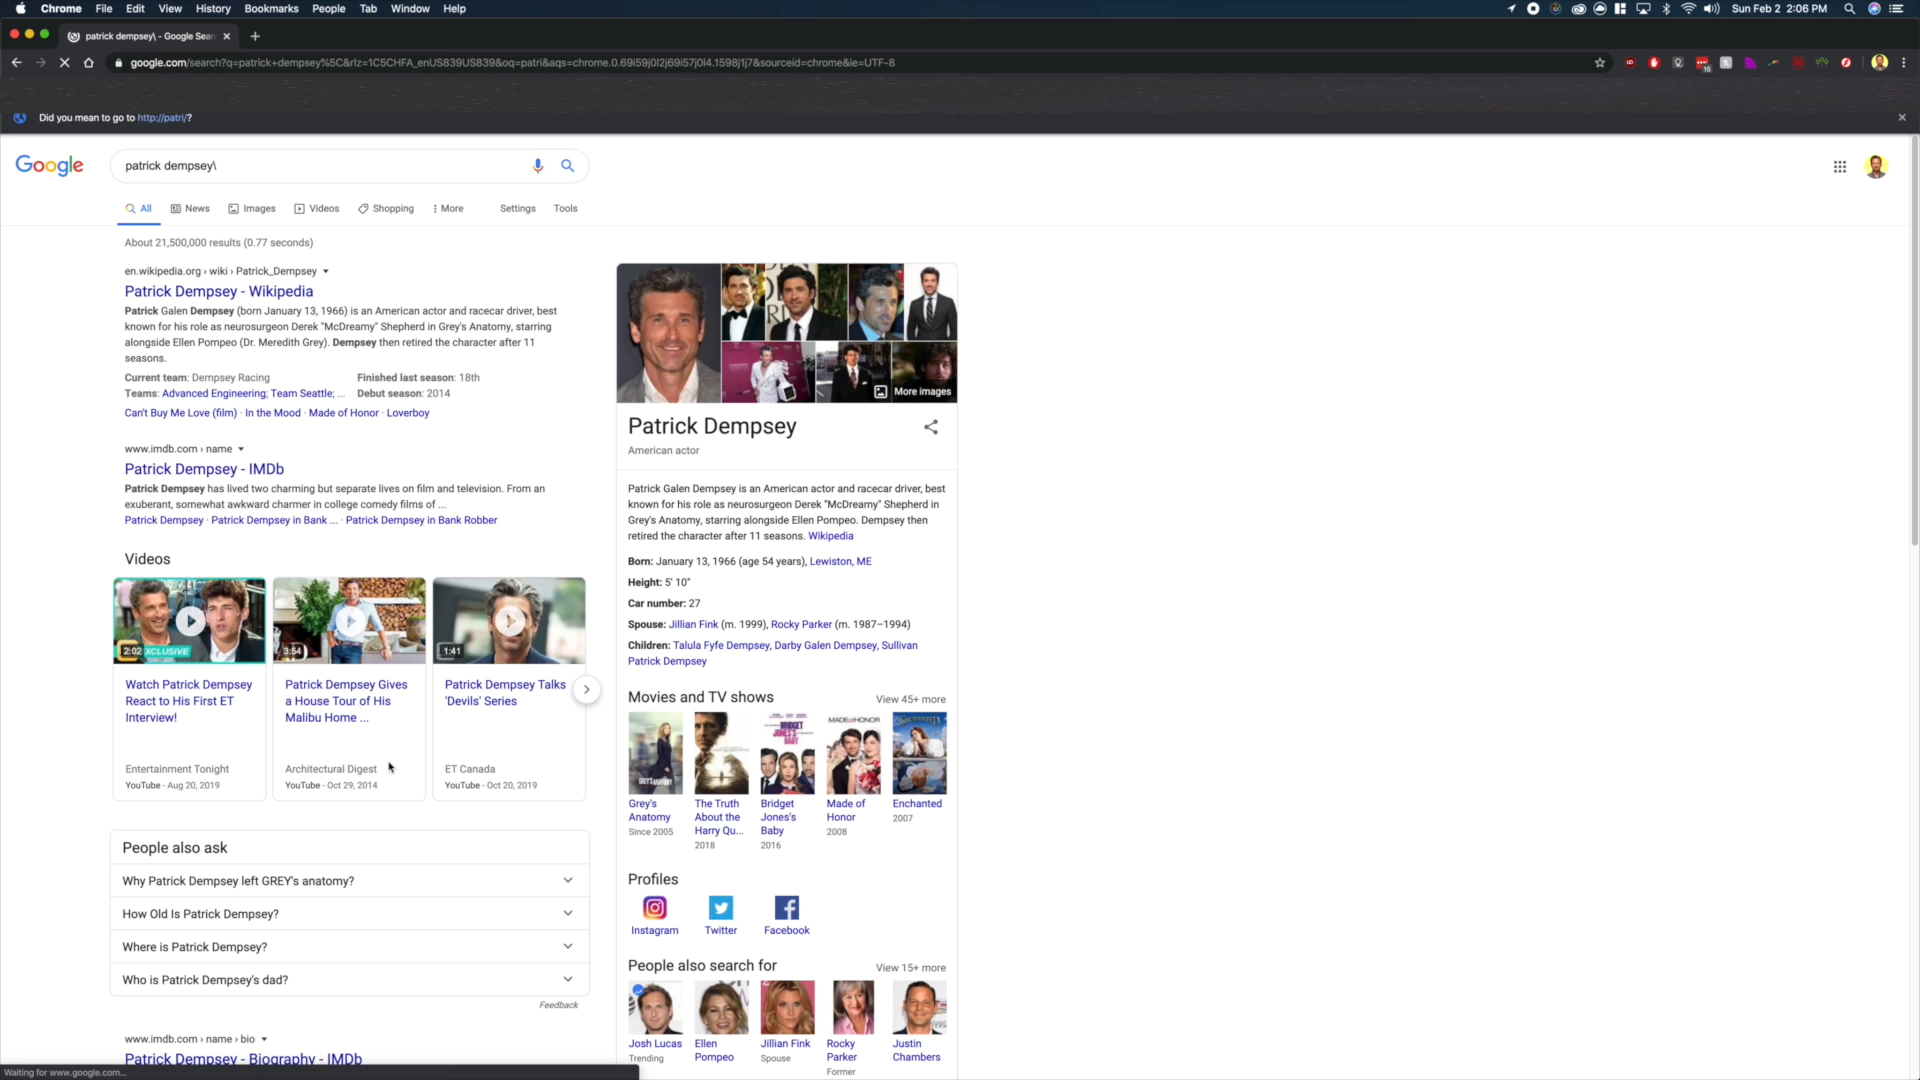 Chrome File Edit View History Bookmarks People Tab Window Help
Sun Feb 2 2:06 PM
patrick dempsey\ - Google Sear
google.com/search?q=patrick+dempsey%5C&rlz=1C5CHFA_enUS839US839&oq=patri&aqs=chrome.0.69i59j0l2j69i57j0l4.1598j1j7&sourceid=chrome&ie=UTF-8
15
Did you mean to go to http://patri/?
Google
patrick dempsey\
All News Images Videos Shopping More Settings Tools
About 21,500,000 results (0.77 seconds)
en.wikipedia.org › wiki › Patrick_Dempsey
Patrick Dempsey - Wikipedia
Patrick Galen Dempsey (born January 13, 1966) is an American actor and racecar driver, best
known for his role as neurosurgeon Derek "McDreamy" Shepherd in Grey's Anatomy, starring
alongside Ellen Pompeo (Dr. Meredith Grey). Dempsey then retired the character after 11
seasons.
Current team: Dempsey Racing Finished last season: 18th
Teams: Advanced Engineering; Team Seattle; ... Debut season: 2014
Can't Buy Me Love (film) · In the Mood · Made of Honor · Loverboy
www.imdb.com › name
Patrick Dempsey - IMDb
Patrick Dempsey has lived two charming but separate lives on film and television. From an
exuberant, somewhat awkward charmer in college comedy films of ...
Patrick Dempsey · Patrick Dempsey in Bank ... · Patrick Dempsey in Bank Robber
Videos
2:02 XCLUSIVE
3:54
1:41
Watch Patrick Dempsey
React to His First ET
Interview!
Entertainment Tonight
YouTube - Aug 20, 2019
Patrick Dempsey Gives
a House Tour of His
Malibu Home ...
Architectural Digest
YouTube - Oct 29, 2014
Patrick Dempsey Talks
'Devils' Series
ET Canada
YouTube - Oct 20, 2019
People also ask
Why Patrick Dempsey left GREY's anatomy?
How Old Is Patrick Dempsey?
Where is Patrick Dempsey?
Who is Patrick Dempsey's dad?
Feedback
www.imdb.com › name › bio
Patrick Dempsey - Biography - IMDb
Waiting for www.google.com...
More images
Patrick Dempsey
American actor
Patrick Galen Dempsey is an American actor and racecar driver, best
known for his role as neurosurgeon Derek "McDreamy" Shepherd in
Grey's Anatomy, starring alongside Ellen Pompeo. Dempsey then
retired the character after 11 seasons. Wikipedia
Born: January 13, 1966 (age 54 years), Lewiston, ME
Height: 5' 10"
Car number: 27
Spouse: Jillian Fink (m. 1999), Rocky Parker (m. 1987–1994)
Children: Talula Fyfe Dempsey, Darby Galen Dempsey, Sullivan
Patrick Dempsey
Movies and TV shows
View 45+ more
GREY'S ANATOMY
BRIDGET
JONES'S
BABY
MADE of HONOR
ENCHANTED
Grey's
Anatomy
Since 2005
The Truth
About the
Harry Qu...
2018
Bridget
Jones's
Baby
2016
Made of
Honor
2008
Enchanted
2007
Profiles
Instagram Twitter Facebook
People also search for
View 15+ more
Josh Lucas
Trending
Ellen
Pompeo
Jillian Fink
Spouse
Rocky
Parker
Former
Justin
Chambers